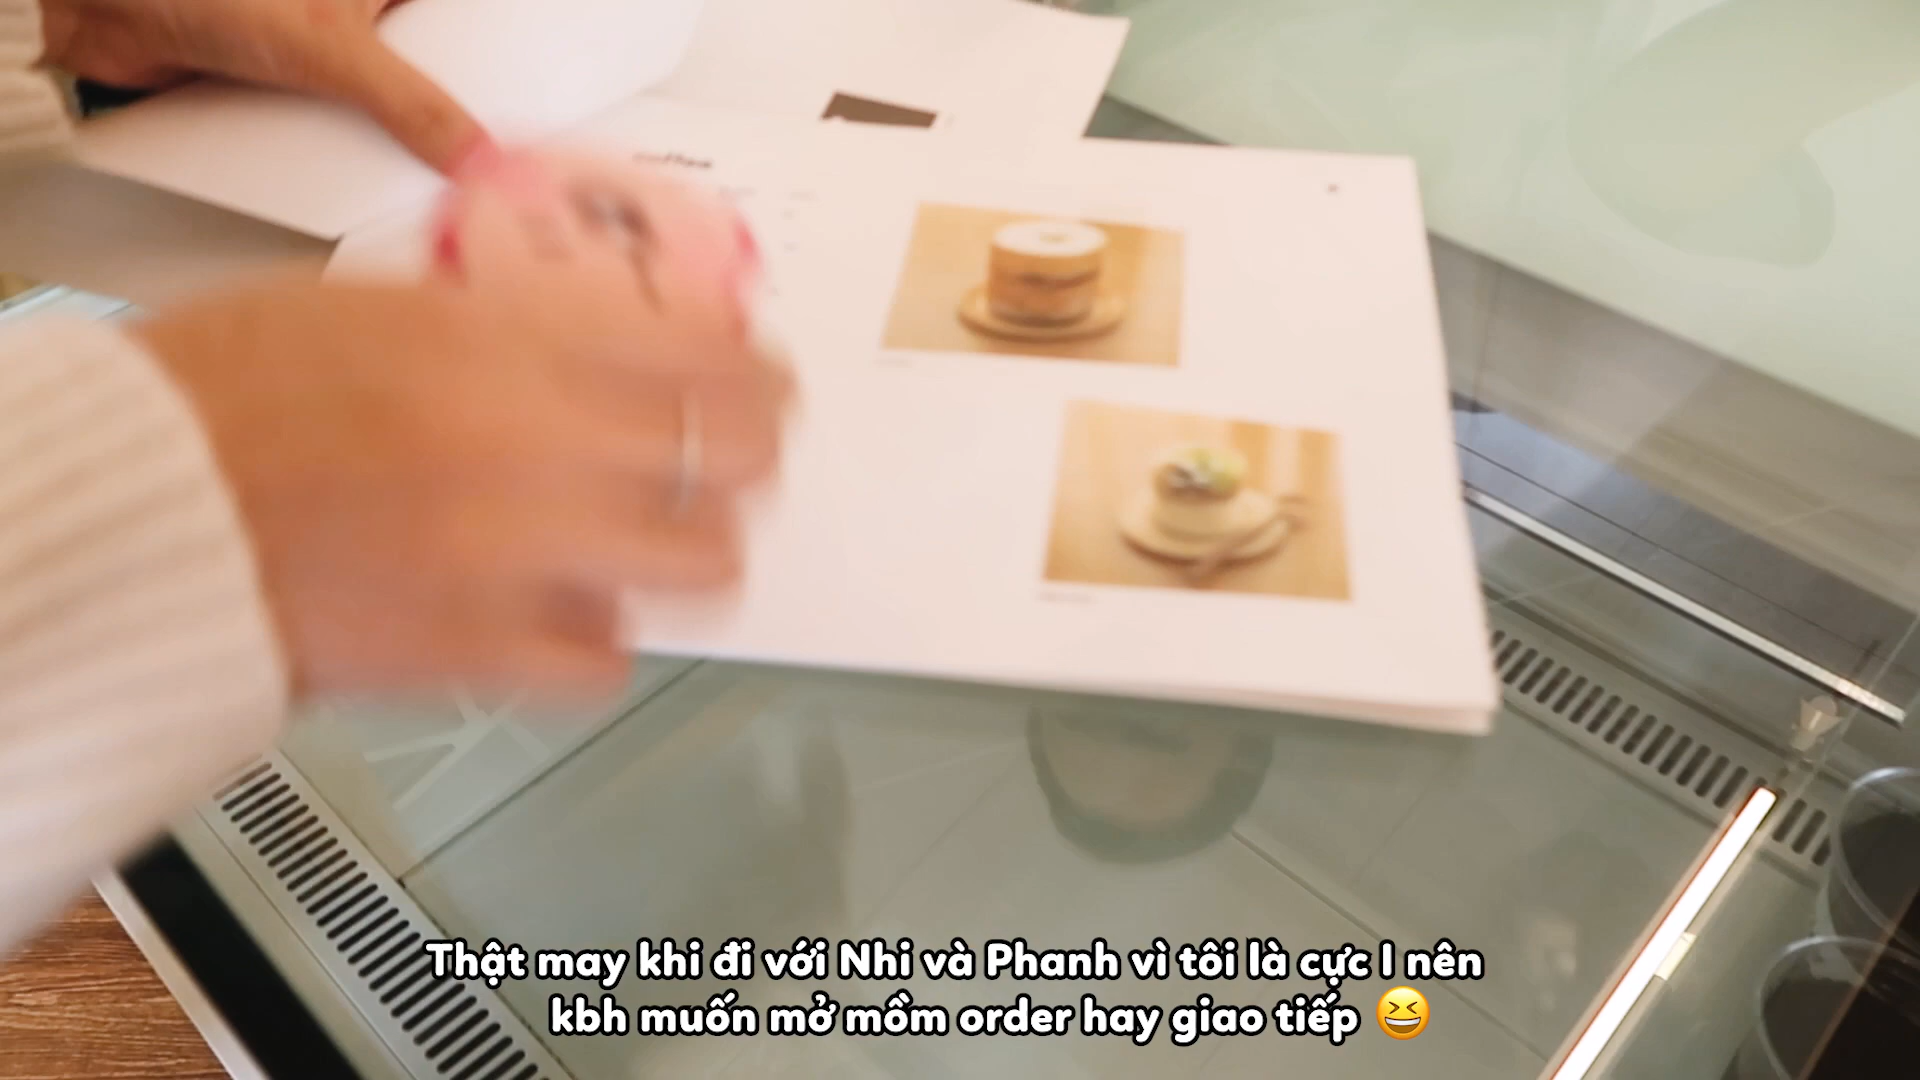 coffee
Thật may khi đi với Nhi và Phanh vì tôi là cực I nên
kbh muốn mở mồm order hay giao tiếp 😆